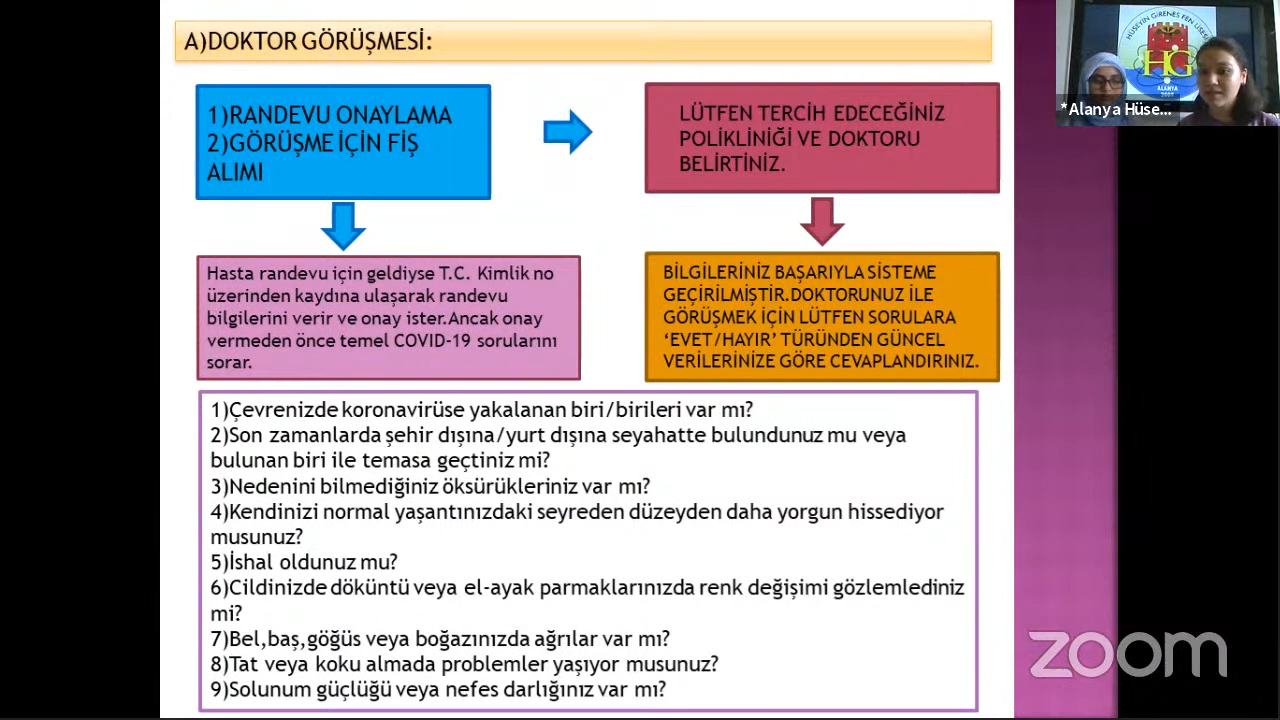 A)DOKTOR GÖRÜŞMESİ:
1)RANDEVU ONAYLAMA
2)GÖRÜŞME İÇİN FİŞ
ALIMI
LÜTFEN TERCİH EDECEĞİNİZ
POLİKLİNİĞİ VE DOKTORU
BELİRTİNİZ.
Hasta randevu için geldiyse T.C. Kimlik no
üzerinden kaydına ulaşarak randevu
bilgilerini verir ve onay ister.Ancak onay
vermeden önce temel COVID-19 sorularını
sorar.
BİLGİLERİNİZ BAŞARIYLA SİSTEME
GEÇİRİLMİŞTİR.DOKTORUNUZ İLE
GÖRÜŞMEK İÇİN LÜTFEN SORULARA
‘EVET/HAYIR’ TÜRÜNDEN GÜNCEL
VERİLERİNİZE GÖRE CEVAPLANDIRINIZ.
1)Çevrenizde koronavirüse yakalanan biri/birileri var mı?
2)Son zamanlarda şehir dışına/yurt dışına seyahatte bulundunuz mu veya
bulunan biri ile temasa geçtiniz mi?
3)Nedenini bilmediğiniz öksürükleriniz var mı?
4)Kendinizi normal yaşantınızdaki seyreden düzeyden daha yorgun hissediyor
musunuz?
5)İshal oldunuz mu?
6)Cildinizde döküntü veya el-ayak parmaklarınızda renk değişimi gözlemlediniz
mi?
7)Bel,baş,göğüs veya boğazınızda ağrılar var mı?
8)Tat veya koku almada problemler yaşıyor musunuz?
9)Solunum güçlüğü veya nefes darlığınız var mı?
HÜSEYİN GİRENES FEN LİSESİ
HG
ALANYA
*Alanya Hüse...
zoom